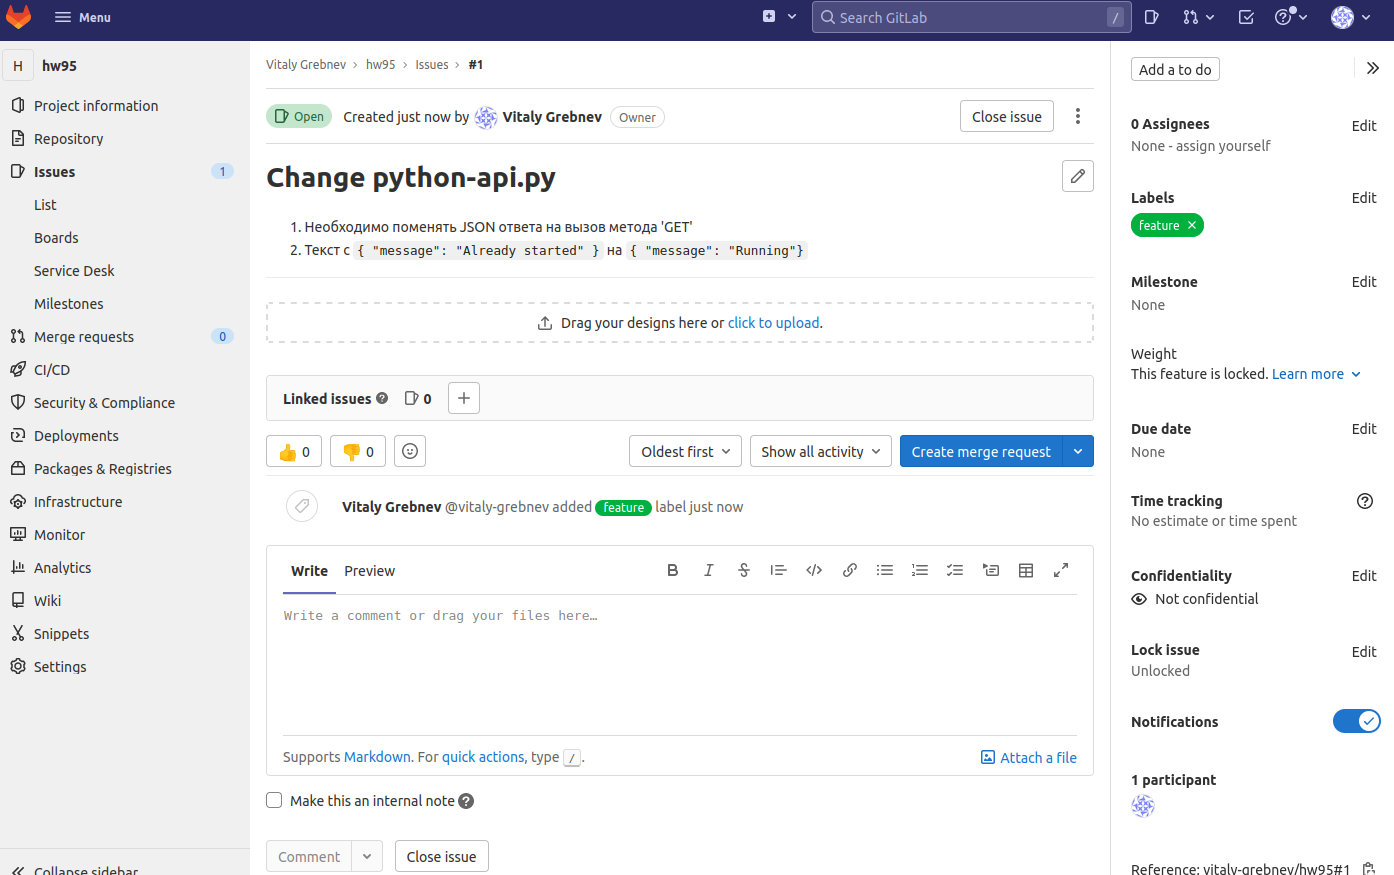 Menu
Search GitLab
/
H
hw95
Project information
Repository
Issues
1
List
Boards
Service Desk
Milestones
Merge requests
0
CI/CD
Security & Compliance
Deployments
Packages & Registries
Infrastructure
Monitor
Analytics
Wiki
Snippets
Settings
Collapse sidebar
Vitaly Grebnev › hw95 › Issues › #1
Open
Created just now by Vitaly Grebnev Owner
Close issue
Change python-api.py
1. Необходимо поменять JSON ответа на вызов метода 'GET'
2. Текст с { "message": "Already started" } на { "message": "Running"}
Drag your designs here or click to upload.
Linked issues
0
0
0
Oldest first
Show all activity
Create merge request
Vitaly Grebnev @vitaly-grebnev added feature label just now
Write
Preview
Write a comment or drag your files here…
Supports Markdown. For quick actions, type /.
Attach a file
Make this an internal note
Comment
Close issue
Add a to do
0 Assignees
Edit
None - assign yourself
Labels
Edit
feature
Milestone
Edit
None
Weight
This feature is locked. Learn more
Due date
Edit
None
Time tracking
No estimate or time spent
Confidentiality
Edit
Not confidential
Lock issue
Edit
Unlocked
Notifications
1 participant
Reference: vitaly-grebnev/hw95#1